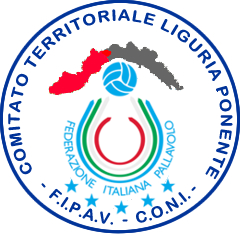 COMITATO TERRITORIALE LIGURIA PONENTE
- F.I.P.A.V. - C.O.N.I. -
FEDERAZIONE ITALIANA PALLAVOLO